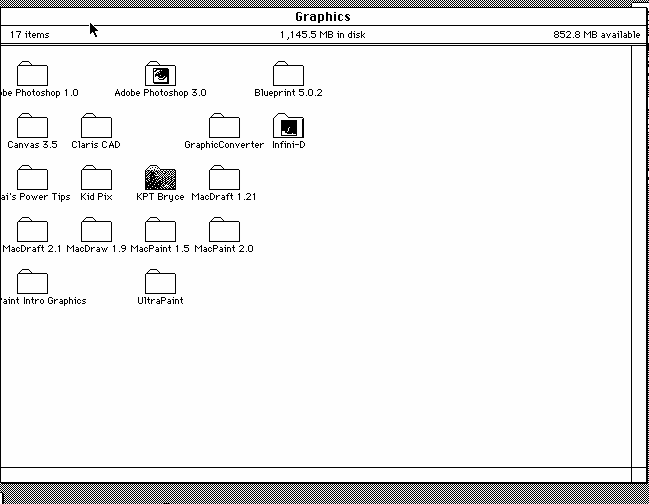 Graphics
17 items 1,145.5 MB in disk 852.8 MB available
be Photoshop 1.0 Adobe Photoshop 3.0 Blueprint 5.0.2
Canvas 3.5 Claris CAD GraphicConverter Infini-D
ai's Power Tips Kid Pix KPT Bryce MacDraft 1.21
MacDraft 2.1 MacDraw 1.9 MacPaint 1.5 MacPaint 2.0
aint Intro Graphics UltraPaint